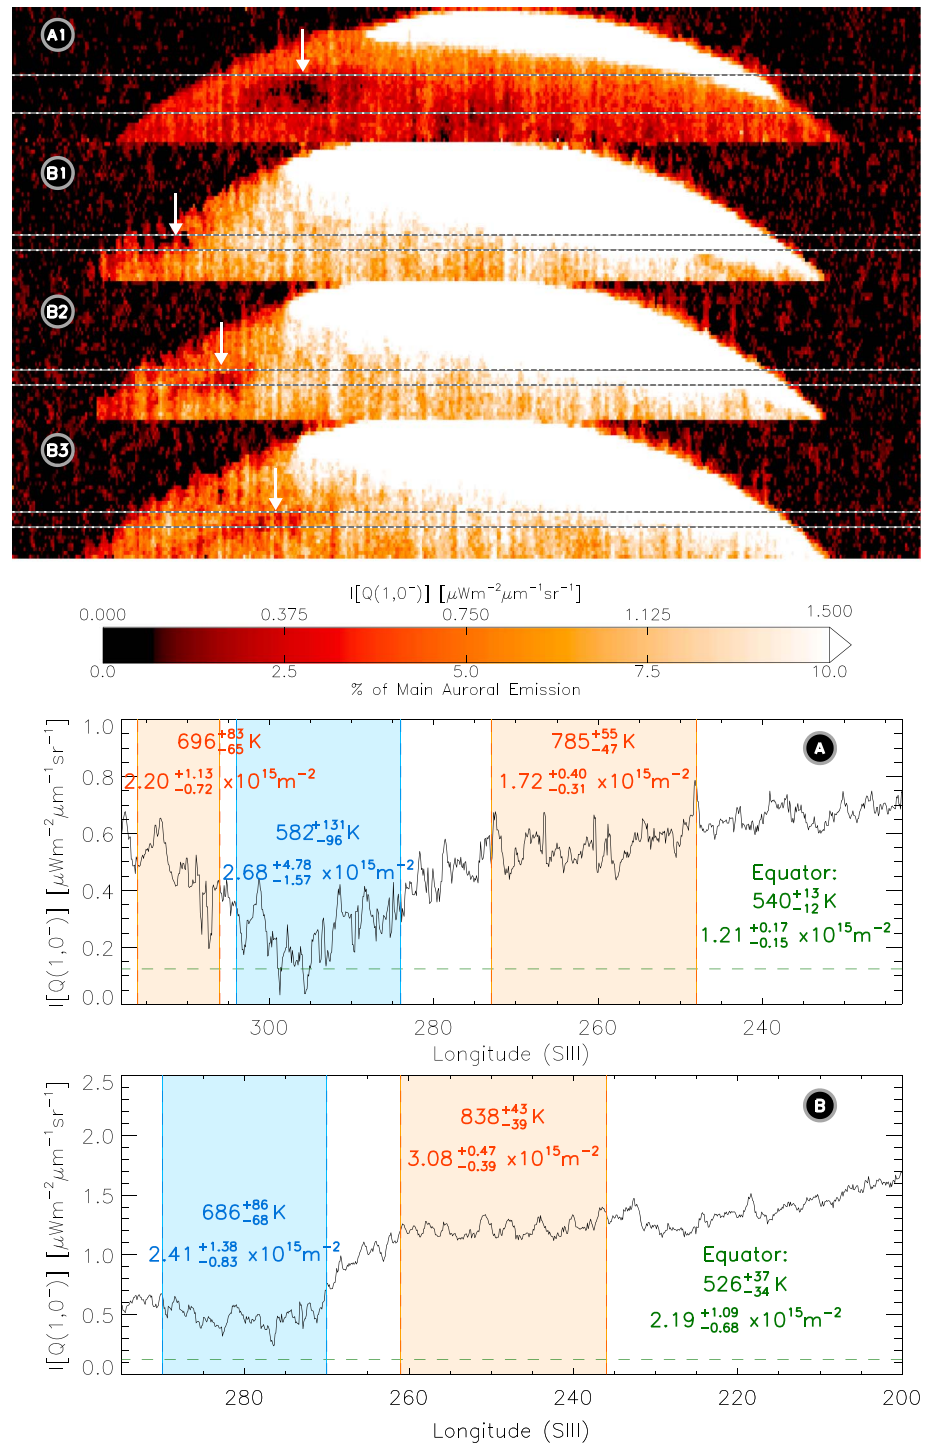 A1
B1
B2
B3
I[Q(1,0⁻)] [μWm⁻²μm⁻¹sr⁻¹]
0.000 0.375 0.750 1.125 1.500
0.0 2.5 5.0 7.5 10.0
% of Main Auroral Emission
I[Q(1,0⁻)] [μWm⁻²μm⁻¹sr⁻¹]
1.0
0.8
0.6
0.4
0.2
0.0
696 +83 −65 K
2.20 +1.13 −0.72 x10¹⁵m⁻²
582 +131 −96 K
2.68 +4.78 −1.57 x10¹⁵m⁻²
785 +55 −47 K
1.72 +0.40 −0.31 x10¹⁵m⁻²
A
Equator:
540 +13 −12 K
1.21 +0.17 −0.15 x10¹⁵m⁻²
300 280 260 240
Longitude (SIII)
I[Q(1,0⁻)] [μWm⁻²μm⁻¹sr⁻¹]
2.5
2.0
1.5
1.0
0.5
0.0
686 +86 −68 K
2.41 +1.38 −0.83 x10¹⁵m⁻²
838 +43 −39 K
3.08 +0.47 −0.39 x10¹⁵m⁻²
B
Equator:
526 +37 −34 K
2.19 +1.09 −0.68 x10¹⁵m⁻²
280 260 240 220 200
Longitude (SIII)